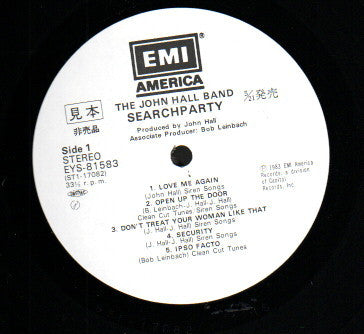 EMI
AMERICA
見本
非売品
THE JOHN HALL BAND
SEARCHPARTY
3/21発売
Produced by John Hall
Associate Producer: Bob Leinbach
Side 1
STEREO
EYS-81583
(ST1-17082)
33⅓ r.p.m.
1. LOVE ME AGAIN
(John Hall) Siren Songs
2. OPEN UP THE DOOR
(B. Leinbach-J. Hall-J. Hall)
Clean Cut Tunes Siren Songs
3. DON'T TREAT YOUR WOMAN LIKE THAT
(J. Hall-J. Hall) Siren Songs
4. SECURITY
(J. Hall-J. Hall) Siren Songs
5. IPSO FACTO
(Bob Leinbach) Clean Cut Tunes
℗ 1983 EMI America
Records, a division
of Capitol
Records, Inc.